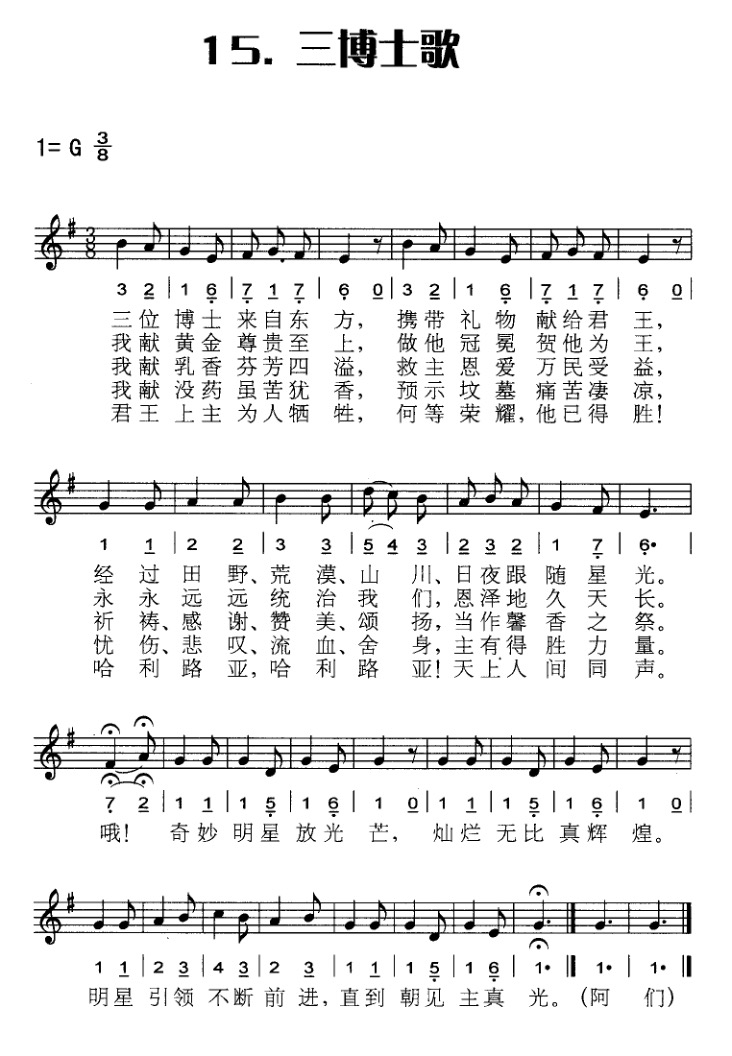 15. 三博士歌
1= G 3/8
3 2 | 1 6 | 7 1 7 | 6 0 | 3 2 | 1 6 | 7 1 7 | 6 0 |
三位博士来自东方，携带礼物献给君王，
我献黄金尊贵至上，做他冠冕贺他为王，
我献乳香芬芳四溢，救主恩爱万民受益，
我献没药虽苦犹香，预示坟墓痛苦凄凉，
君王上主为人牺牲，何等荣耀，他已得胜！
1 1 | 2 2 | 3 3 | 5 4 3 | 2 3 2 | 1 7 | 6· |
经过田野、荒漠、山川、日夜跟随星光。
永永远远统治我们，恩泽地久天长。
祈祷、感谢、赞美、颂扬，当作馨香之祭。
忧伤、悲叹、流血、舍身，主有得胜力量。
哈利路亚，哈利路亚！天上人间同声。
7 2 | 1 1 | 1 5 | 1 6 | 1 0 | 1 1 | 1 5 | 1 6 | 1 0 |
哦！奇妙明星放光芒，灿烂无比真辉煌。
1 1 | 2 3 | 4 3 | 2 3 | 1 1 | 1 5 | 1 6 | 1· || 1· | 1· ||
明星引领不断前进，直到朝见主真光。（阿们）